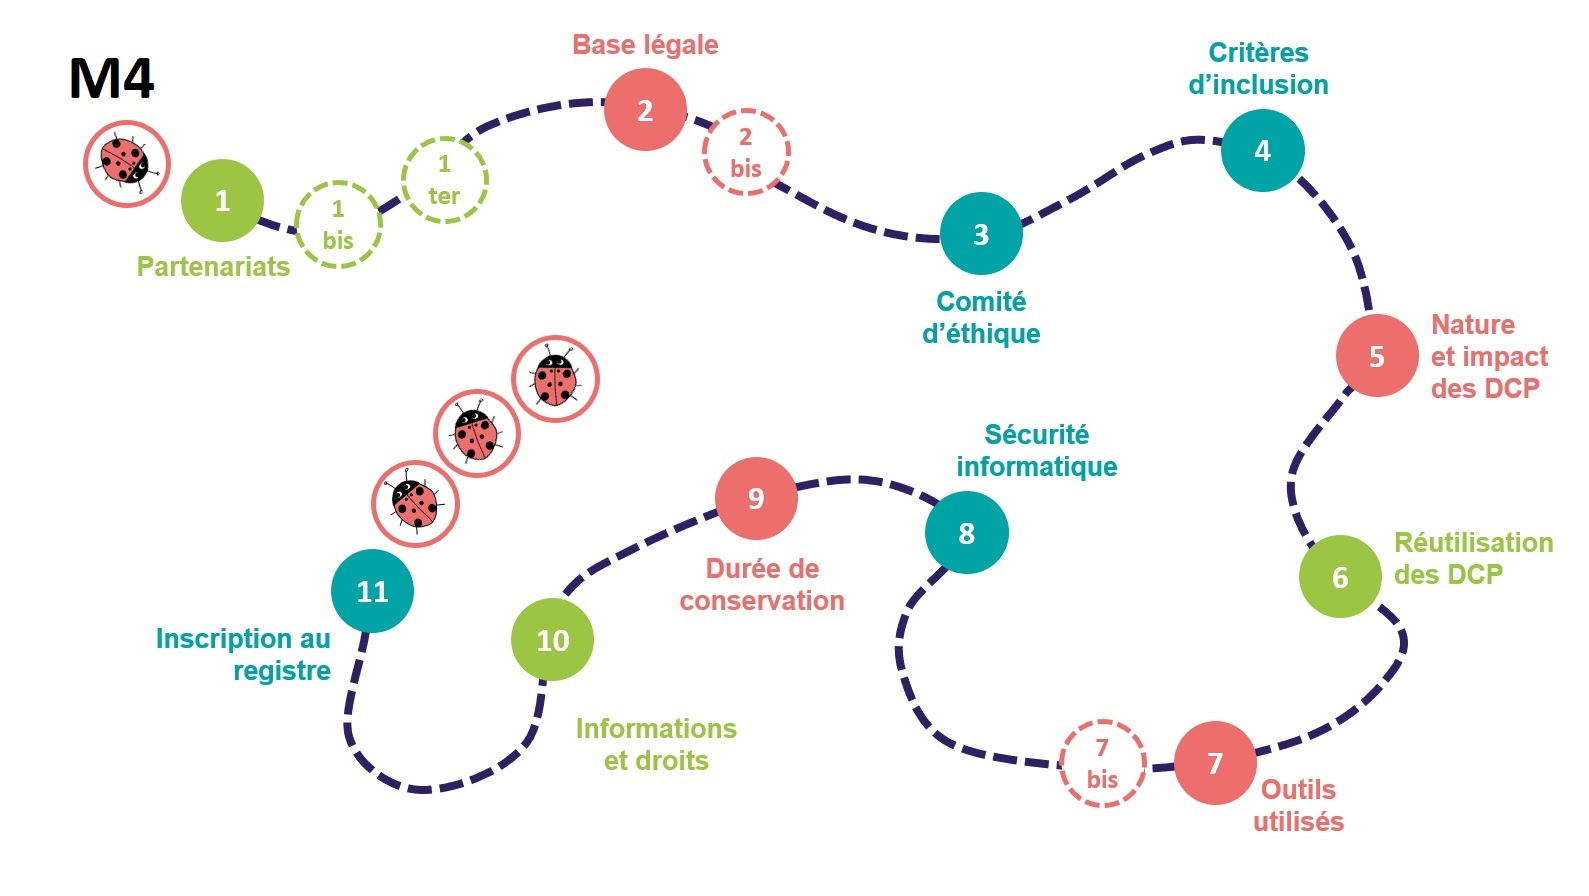 M4
1
Partenariats
1
bis
1
ter
Base légale
2
2
bis
3
Comité
d’éthique
Critères
d’inclusion
4
5
Nature
et impact
des DCP
6
Réutilisation
des DCP
7
Outils
utilisés
7
bis
Sécurité
informatique
8
9
Durée de
conservation
10
Informations
et droits
11
Inscription au
registre